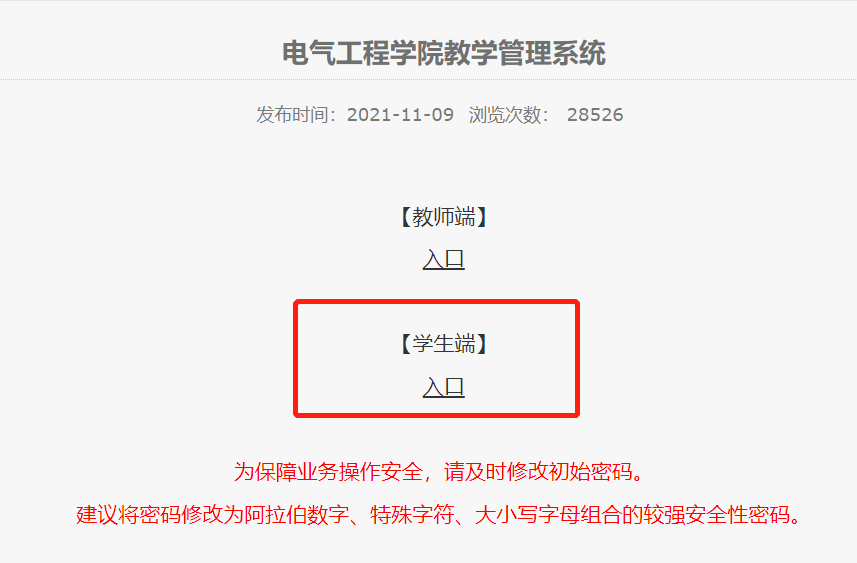 电气工程学院教学管理系统
发布时间：2021-11-09 浏览次数： 28526
【教师端】
入口
【学生端】
入口
为保障业务操作安全，请及时修改初始密码。
建议将密码修改为阿拉伯数字、特殊字符、大小写字母组合的较强安全性密码。